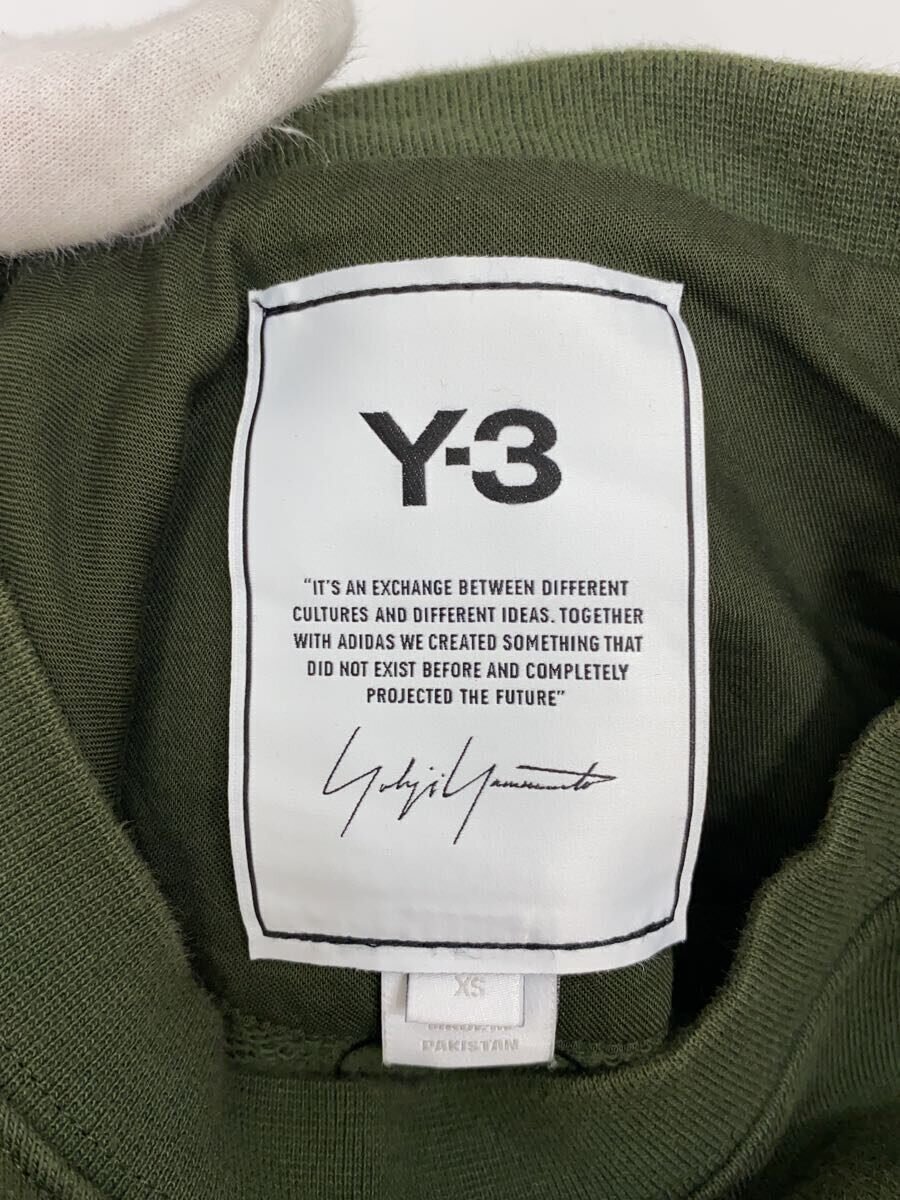 Y-3
"IT'S AN EXCHANGE BETWEEN DIFFERENT
CULTURES AND DIFFERENT IDEAS. TOGETHER
WITH ADIDAS WE CREATED SOMETHING THAT
DID NOT EXIST BEFORE AND COMPLETELY
PROJECTED THE FUTURE"
Yohji Yamamoto
XS
PAKISTAN